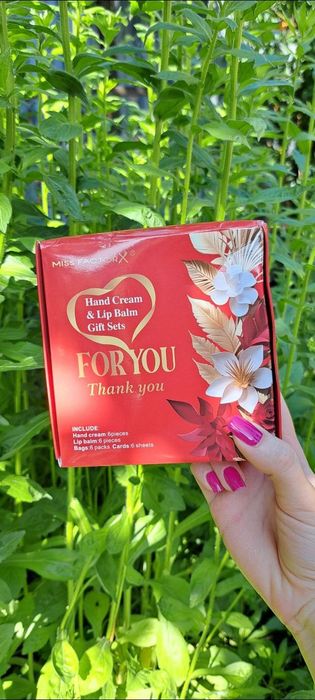 MISS FACTORX
Hand Cream
& Lip Balm
Gift Sets
FOR YOU
Thank you
INCLUDE
Hand cream:6pieces
Lip balm:6 pieces
Bags:6 packs Cards:6 sheets